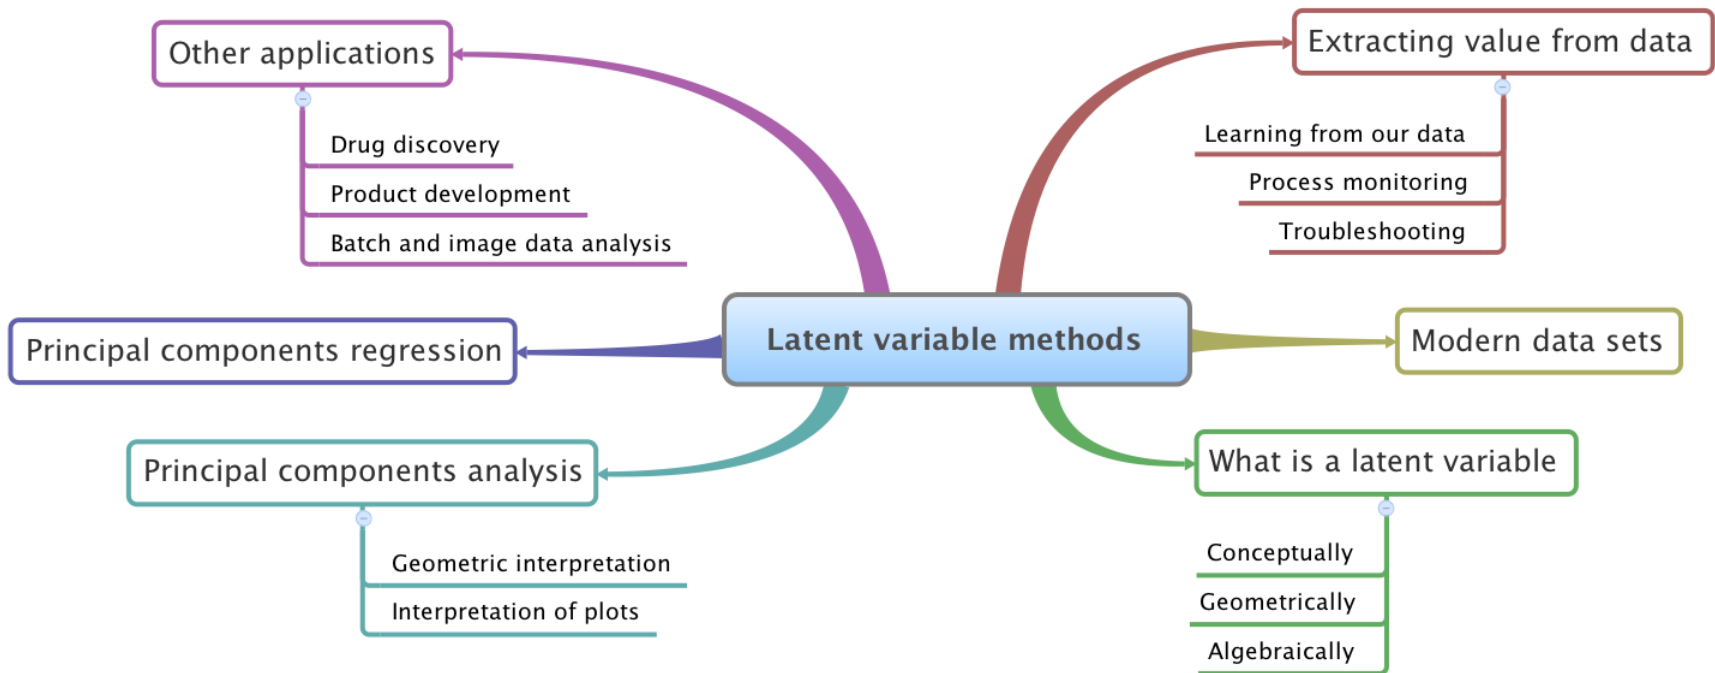 Other applications
Drug discovery
Product development
Batch and image data analysis
Principal components regression
Principal components analysis
Geometric interpretation
Interpretation of plots
Latent variable methods
Extracting value from data
Learning from our data
Process monitoring
Troubleshooting
Modern data sets
What is a latent variable
Conceptually
Geometrically
Algebraically